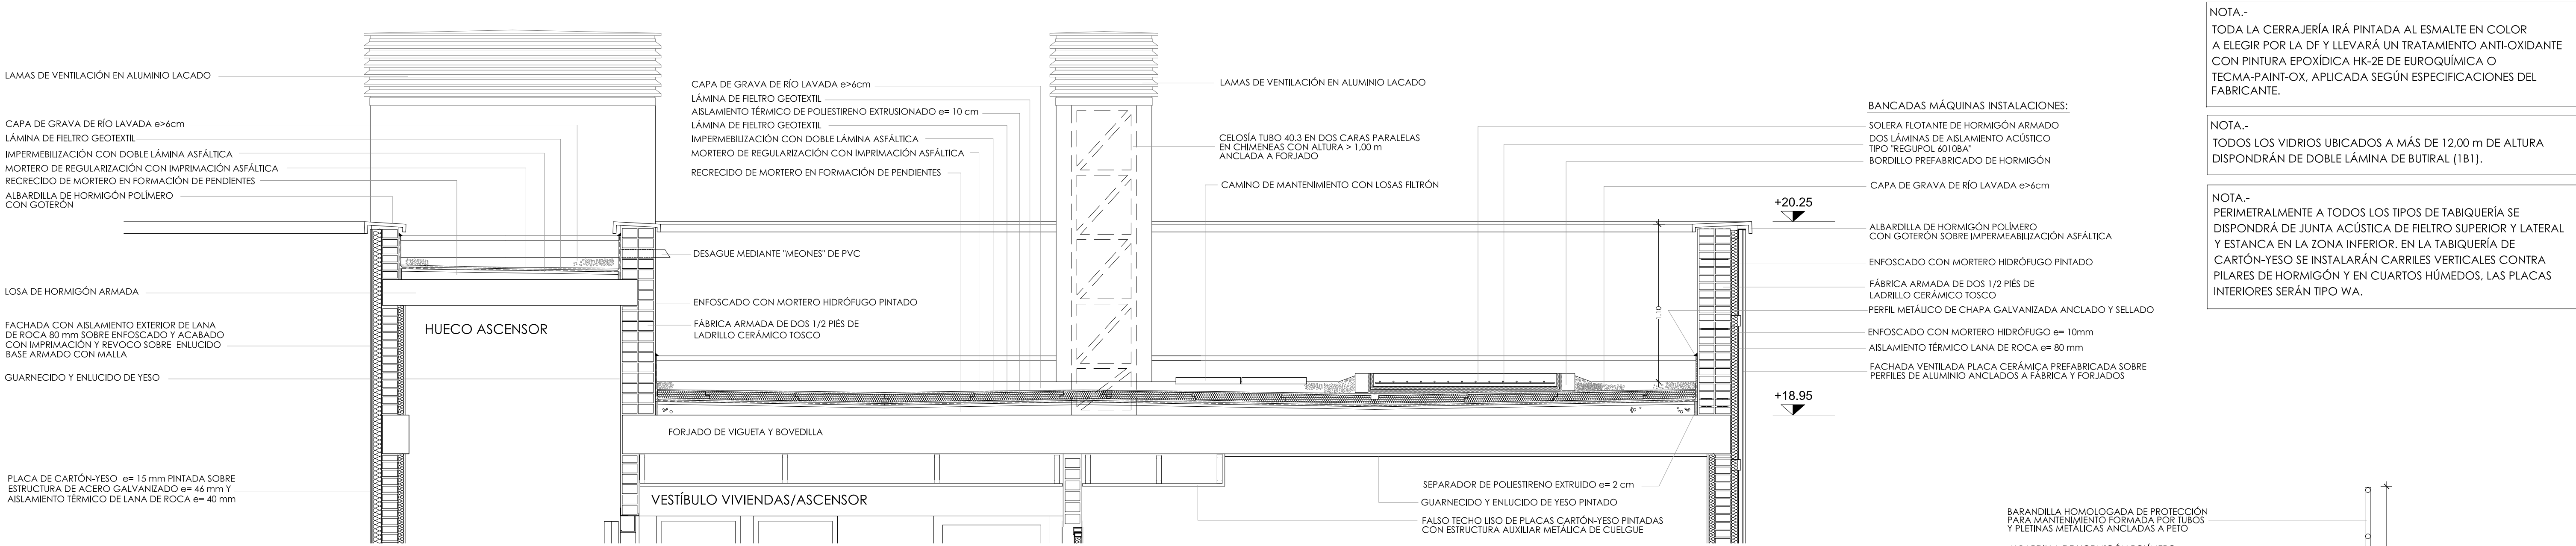 LAMAS DE VENTILACIÓN EN ALUMINIO LACADO
CAPA DE GRAVA DE RÍO LAVADA e>6cm
LÁMINA DE FIELTRO GEOTEXTIL
IMPERMEBILIZACIÓN CON DOBLE LÁMINA ASFÁLTICA
MORTERO DE REGULARIZACIÓN CON IMPRIMACIÓN ASFÁLTICA
RECRECIDO DE MORTERO EN FORMACIÓN DE PENDIENTES
ALBARDILLA DE HORMIGÓN POLÍMERO
CON GOTERÓN
LOSA DE HORMIGÓN ARMADA
FACHADA CON AISLAMIENTO EXTERIOR DE LANA
DE ROCA 80 mm SOBRE ENFOSCADO Y ACABADO
CON IMPRIMACIÓN Y REVOCO SOBRE ENLUCIDO
BASE ARMADO CON MALLA
GUARNECIDO Y ENLUCIDO DE YESO
PLACA DE CARTÓN-YESO e= 15 mm PINTADA SOBRE
ESTRUCTURA DE ACERO GALVANIZADO e= 46 mm Y
AISLAMIENTO TÉRMICO DE LANA DE ROCA e= 40 mm
HUECO ASCENSOR
CAPA DE GRAVA DE RÍO LAVADA e>6cm
LÁMINA DE FIELTRO GEOTEXTIL
AISLAMIENTO TÉRMICO DE POLIESTIRENO EXTRUSIONADO e= 10 cm
LÁMINA DE FIELTRO GEOTEXTIL
IMPERMEBILIZACIÓN CON DOBLE LÁMINA ASFÁLTICA
MORTERO DE REGULARIZACIÓN CON IMPRIMACIÓN ASFÁLTICA
RECRECIDO DE MORTERO EN FORMACIÓN DE PENDIENTES
DESAGUE MEDIANTE "MEONES" DE PVC
ENFOSCADO CON MORTERO HIDRÓFUGO PINTADO
FÁBRICA ARMADA DE DOS 1/2 PIÉS DE
LADRILLO CERÁMICO TOSCO
FORJADO DE VIGUETA Y BOVEDILLA
VESTÍBULO VIVIENDAS/ASCENSOR
LAMAS DE VENTILACIÓN EN ALUMINIO LACADO
CELOSÍA TUBO 40.3 EN DOS CARAS PARALELAS
EN CHIMENEAS CON ALTURA > 1,00 m
ANCLADA A FORJADO
CAMINO DE MANTENIMIENTO CON LOSAS FILTRÓN
1.10
SEPARADOR DE POLIESTIRENO EXTRUIDO e= 2 cm
GUARNECIDO Y ENLUCIDO DE YESO PINTADO
FALSO TECHO LISO DE PLACAS CARTÓN-YESO PINTADAS
CON ESTRUCTURA AUXILIAR METÁLICA DE CUELGUE
+20.25
+18.95
BANCADAS MÁQUINAS INSTALACIONES:
SOLERA FLOTANTE DE HORMIGÓN ARMADO
DOS LÁMINAS DE AISLAMIENTO ACÚSTICO
TIPO "REGUPOL 6010BA"
BORDILLO PREFABRICADO DE HORMIGÓN
CAPA DE GRAVA DE RÍO LAVADA e>6cm
ALBARDILLA DE HORMIGÓN POLÍMERO
CON GOTERÓN SOBRE IMPERMEABILIZACIÓN ASFÁLTICA
ENFOSCADO CON MORTERO HIDRÓFUGO PINTADO
FÁBRICA ARMADA DE DOS 1/2 PIÉS DE
LADRILLO CERÁMICO TOSCO
PERFIL METÁLICO DE CHAPA GALVANIZADA ANCLADO Y SELLADO
ENFOSCADO CON MORTERO HIDRÓFUGO e= 10mm
AISLAMIENTO TÉRMICO LANA DE ROCA e= 80 mm
FACHADA VENTILADA PLACA CERÁMICA PREFABRICADA SOBRE
PERFILES DE ALUMINIO ANCLADOS A FÁBRICA Y FORJADOS
BARANDILLA HOMOLOGADA DE PROTECCIÓN
PARA MANTENIMIENTO FORMADA POR TUBOS
Y PLETINAS METÁLICAS ANCLADAS A PETO
NOTA.-
TODA LA CERRAJERÍA IRÁ PINTADA AL ESMALTE EN COLOR
A ELEGIR POR LA DF Y LLEVARÁ UN TRATAMIENTO ANTI-OXIDANTE
CON PINTURA EPOXÍDICA HK-2E DE EUROQUÍMICA O
TECMA-PAINT-OX, APLICADA SEGÚN ESPECIFICACIONES DEL
FABRICANTE.
NOTA.-
TODOS LOS VIDRIOS UBICADOS A MÁS DE 12,00 m DE ALTURA
DISPONDRÁN DE DOBLE LÁMINA DE BUTIRAL (1B1).
NOTA.-
PERIMETRALMENTE A TODOS LOS TIPOS DE TABIQUERÍA SE
DISPONDRÁ DE JUNTA ACÚSTICA DE FIELTRO SUPERIOR Y LATERAL
Y ESTANCA EN LA ZONA INFERIOR. EN LA TABIQUERÍA DE
CARTÓN-YESO SE INSTALARÁN CARRILES VERTICALES CONTRA
PILARES DE HORMIGÓN Y EN CUARTOS HÚMEDOS, LAS PLACAS
INTERIORES SERÁN TIPO WA.